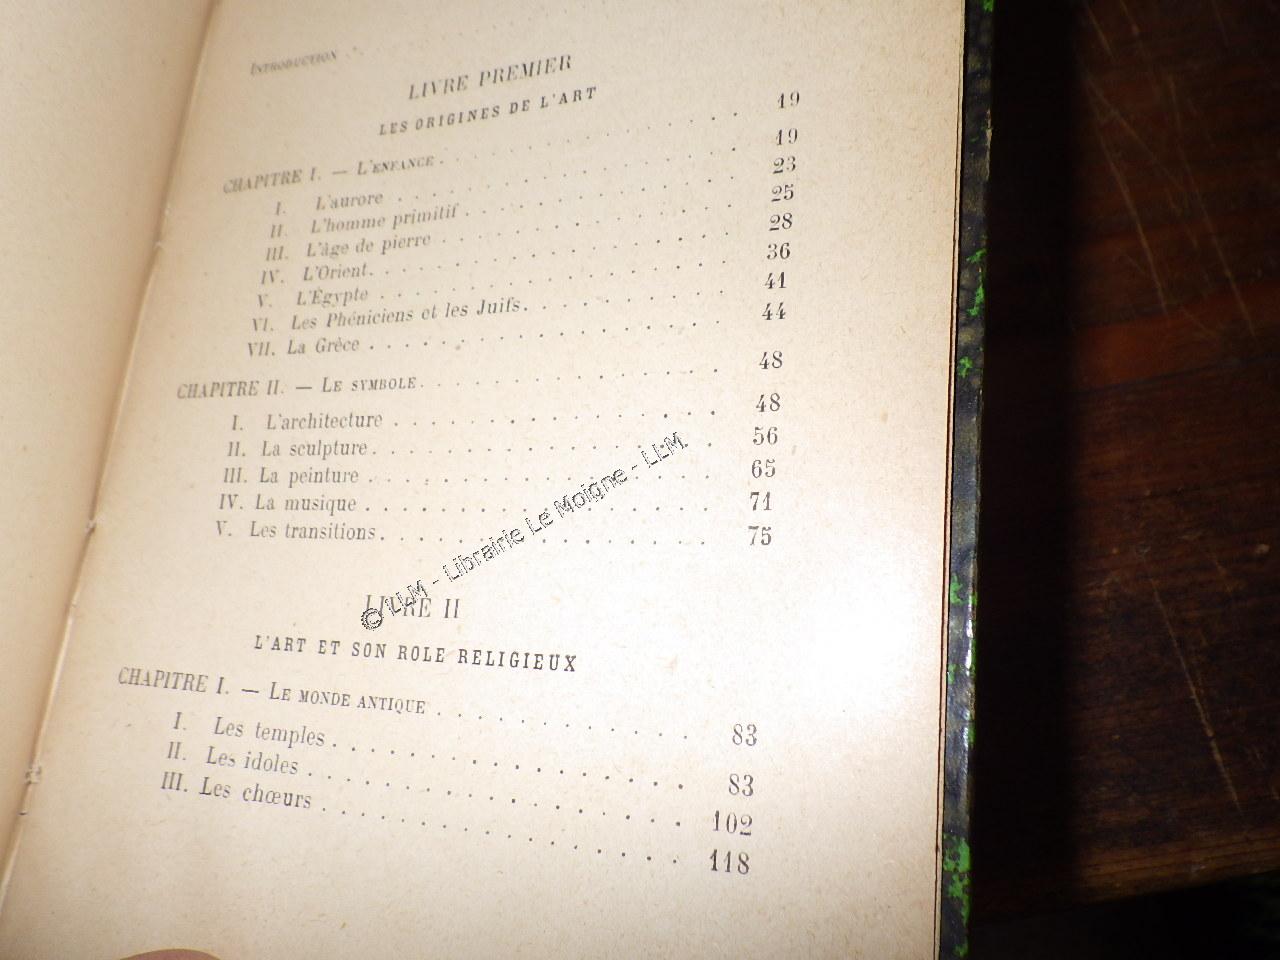 Introduction
LIVRE PREMIER
LES ORIGINES DE L'ART
CHAPITRE I. — L'enfance . . . . . . . . . . . . . . . . 19
I. L'aurore . . . . . . . . . . . . . . . . 19
II. L'homme primitif . . . . . . . . . . . . . . . . 23
III. L'âge de pierre . . . . . . . . . . . . . . . . 25
IV. L'Orient. . . . . . . . . . . . . . . . . 28
V. L'Égypte . . . . . . . . . . . . . . . . 36
VI. Les Phéniciens et les Juifs. . . . . . . . . . 41
VII. La Grèce . . . . . . . . . . . . . . . . 44
CHAPITRE II. — Le symbole. . . . . . . . . . . . . . 48
I. L'architecture . . . . . . . . . . . . . . . 48
II. La sculpture. . . . . . . . . . . . . . . . 56
III. La peinture . . . . . . . . . . . . . . . . 65
IV. La musique . . . . . . . . . . . . . . . . 71
V. Les transitions. . . . . . . . . . . . . . . 75
© LLM - Librairie Le Moigne - LLM.
LIVRE II
L'ART ET SON ROLE RELIGIEUX
CHAPITRE I. — Le monde antique . . . . . . . . . . . 83
I. Les temples . . . . . . . . . . . . . . . . 83
II. Les idoles . . . . . . . . . . . . . . . . 102
III. Les chœurs . . . . . . . . . . . . . . . . 118